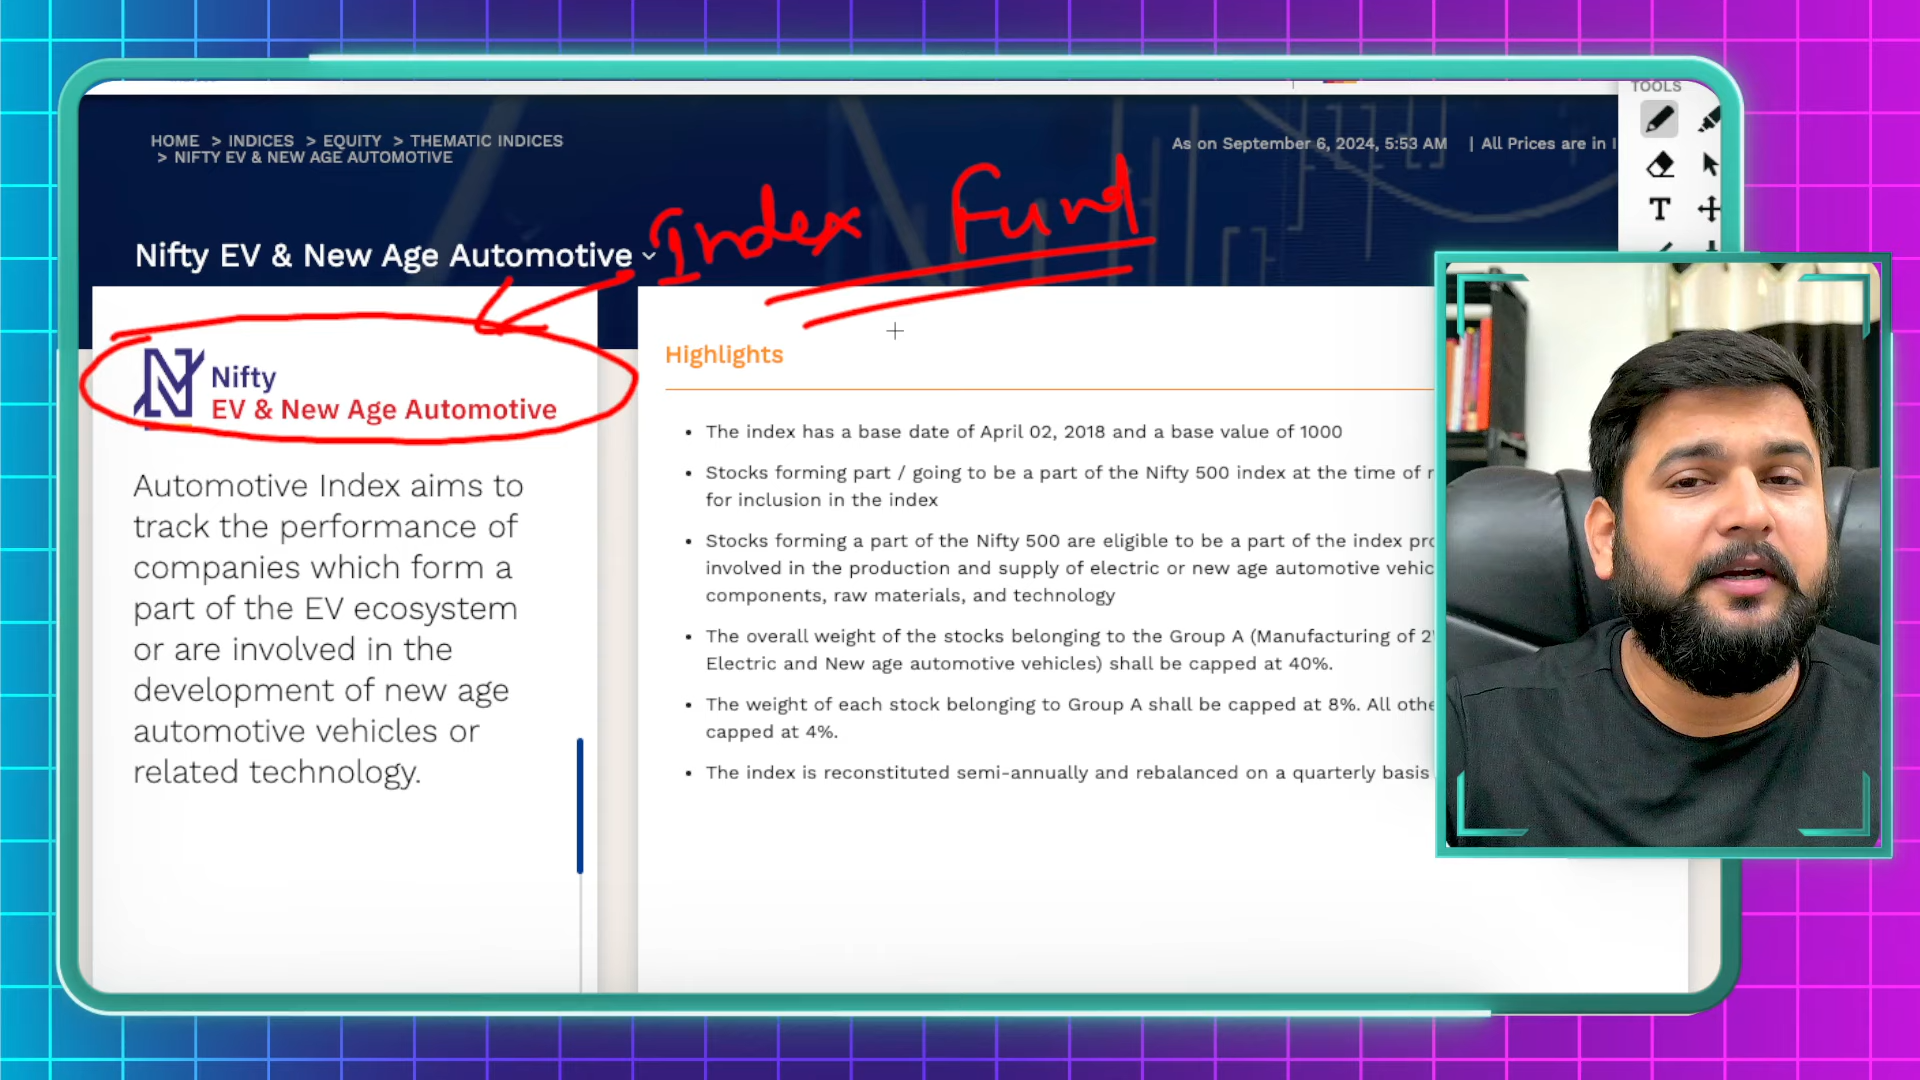 TOOLS
HOME > INDICES > EQUITY > THEMATIC INDICES
> NIFTY EV & NEW AGE AUTOMOTIVE
As on September 6, 2024, 5:53 AM | All Prices are in
Nifty EV & New Age Automotive
Index Fund
T
Nifty
EV & New Age Automotive
Automotive Index aims to
track the performance of
companies which form a
part of the EV ecosystem
or are involved in the
development of new age
automotive vehicles or
related technology.
Highlights
• The index has a base date of April 02, 2018 and a base value of 1000
• Stocks forming part / going to be a part of the Nifty 500 index at the time of
for inclusion in the index
• Stocks forming a part of the Nifty 500 are eligible to be a part of the index
involved in the production and supply of electric or new age automotive
components, raw materials, and technology
• The overall weight of the stocks belonging to the Group A (Manufacturing of
Electric and New age automotive vehicles) shall be capped at 40%.
• The weight of each stock belonging to Group A shall be capped at 8%. All
capped at 4%.
• The index is reconstituted semi-annually and rebalanced on a quarterly basis